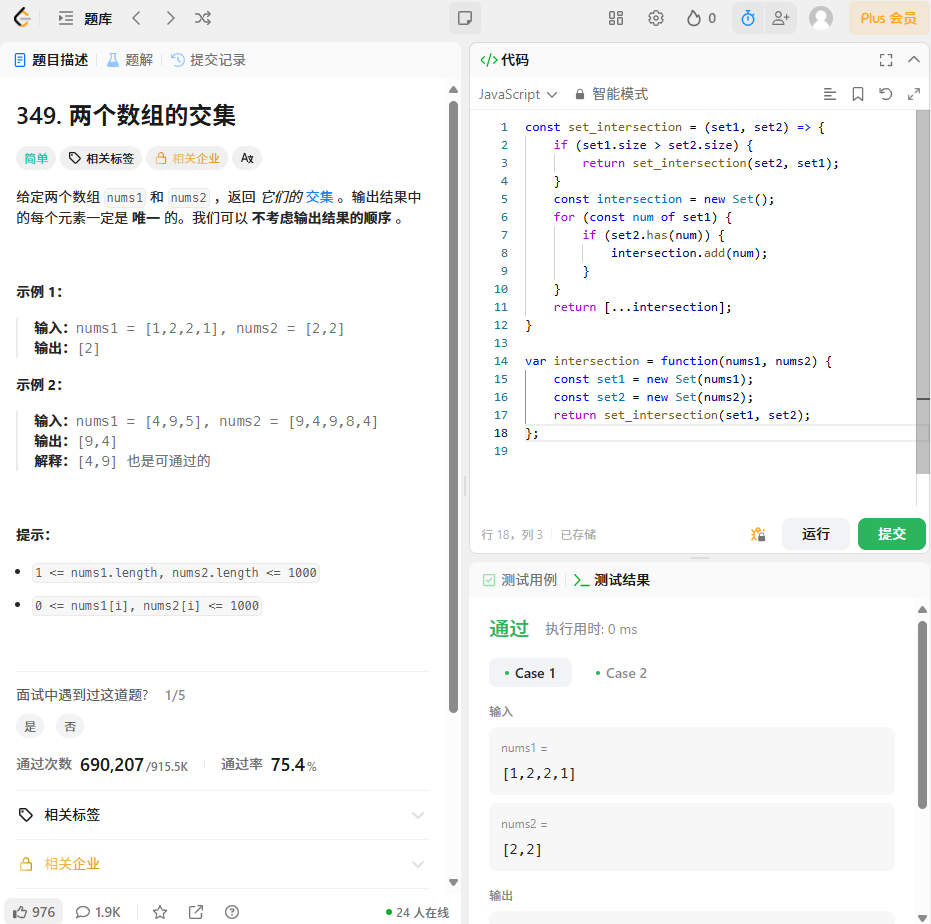 题库
0
Plus 会员
题目描述
题解
提交记录
349. 两个数组的交集
简单
相关标签
相关企业
给定两个数组 nums1 和 nums2 ，返回 它们的 交集 。输出结果中
的每个元素一定是 唯一 的。我们可以 不考虑输出结果的顺序 。
示例 1：
输入：nums1 = [1,2,2,1], nums2 = [2,2]
输出：[2]
示例 2：
输入：nums1 = [4,9,5], nums2 = [9,4,9,8,4]
输出：[9,4]
解释：[4,9] 也是可通过的
提示：
1 <= nums1.length, nums2.length <= 1000
0 <= nums1[i], nums2[i] <= 1000
面试中遇到过这道题? 1/5
是
否
通过次数 690,207/915.5K
通过率 75.4%
相关标签
相关企业
976
1.9K
24 人在线
</> 代码
JavaScript
智能模式
1 const set_intersection = (set1, set2) => {
2 if (set1.size > set2.size) {
3 return set_intersection(set2, set1);
4 }
5 const intersection = new Set();
6 for (const num of set1) {
7 if (set2.has(num)) {
8 intersection.add(num);
9 }
10 }
11 return [...intersection];
12 }
13
14 var intersection = function(nums1, nums2) {
15 const set1 = new Set(nums1);
16 const set2 = new Set(nums2);
17 return set_intersection(set1, set2);
18 };
19
行 18，列 3
已存储
运行
提交
测试用例
测试结果
通过
执行用时: 0 ms
Case 1
Case 2
输入
nums1 =
[1,2,2,1]
nums2 =
[2,2]
输出